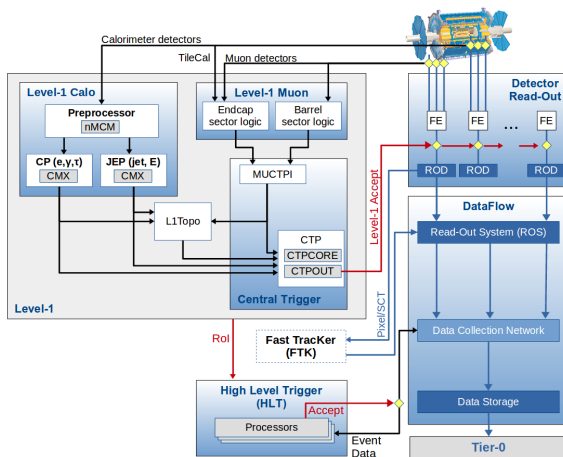 Calorimeter detectors
TileCal
Muon detectors
Level-1 Calo
Preprocessor
nMCM
CP (e,γ,τ)
CMX
JEP (jet, E)
CMX
Level-1 Muon
Endcap
sector logic
Barrel
sector logic
MUCTPI
L1Topo
CTP
CTPCORE
CTPOUT
Central Trigger
Level-1
Level-1 Accept
Detector
Read-Out
FE
FE
...
FE
ROD
ROD
ROD
DataFlow
Read-Out System (ROS)
Data Collection Network
Data Storage
Tier-0
Pixel/SCT
RoI
Fast TracKer
(FTK)
High Level Trigger
(HLT)
Accept
Processors
Event
Data